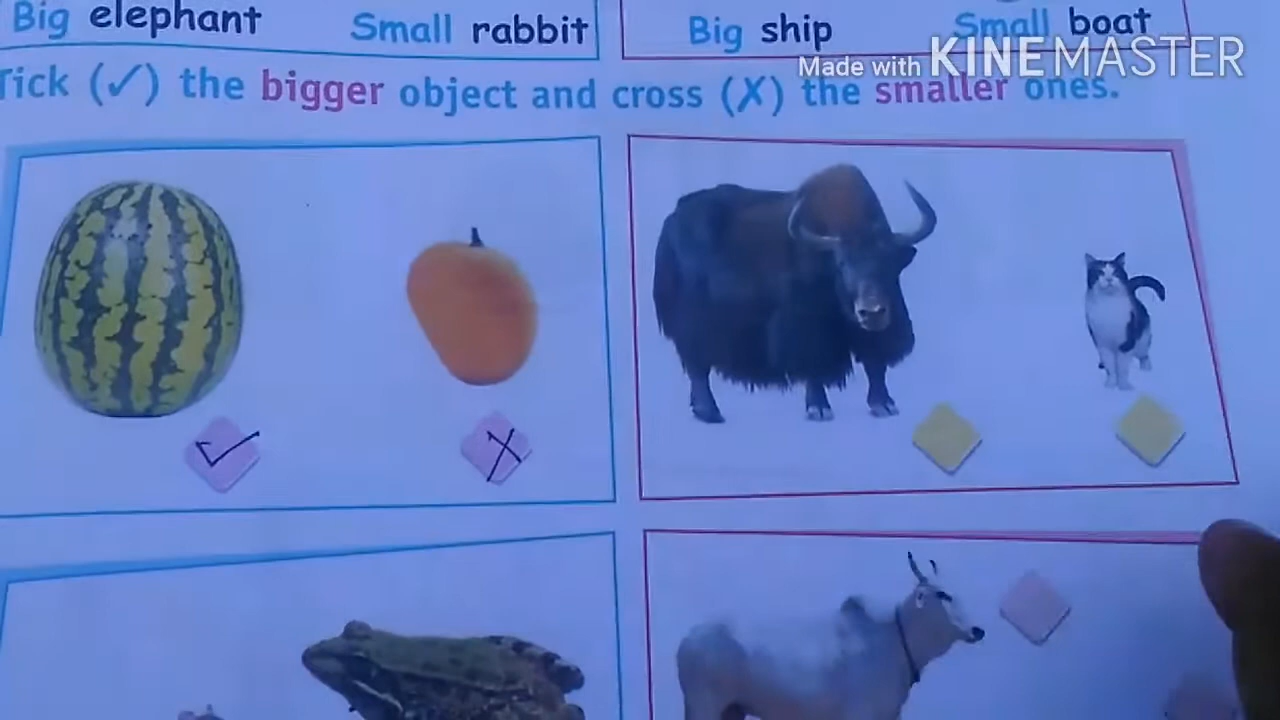 Big elephant Small rabbit Big ship Small boat
Made with KINEMASTER
Tick (✓) the bigger object and cross (✗) the smaller ones.